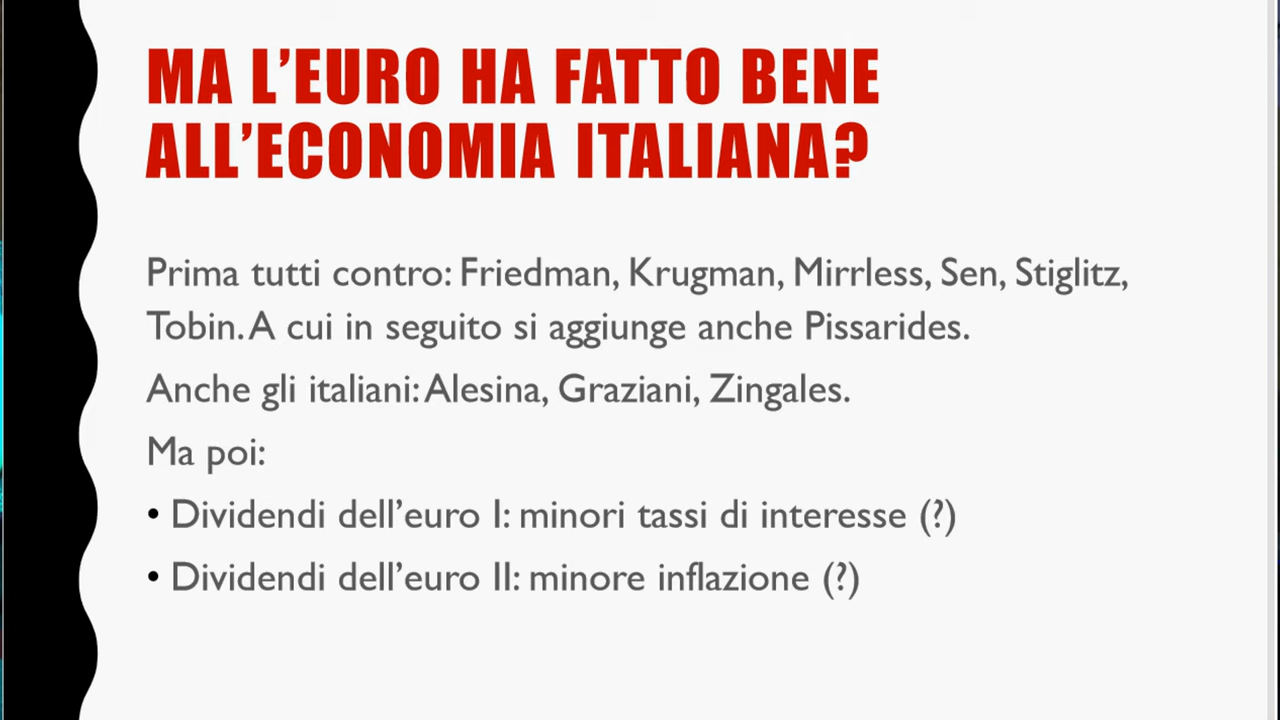 MA L'EURO HA FATTO BENE
ALL'ECONOMIA ITALIANA?
Prima tutti contro: Friedman, Krugman, Mirrless, Sen, Stiglitz,
Tobin. A cui in seguito si aggiunge anche Pissarides.
Anche gli italiani: Alesina, Graziani, Zingales.
Ma poi:
• Dividendi dell'euro I: minori tassi di interesse (?)
• Dividendi dell'euro II: minore inflazione (?)